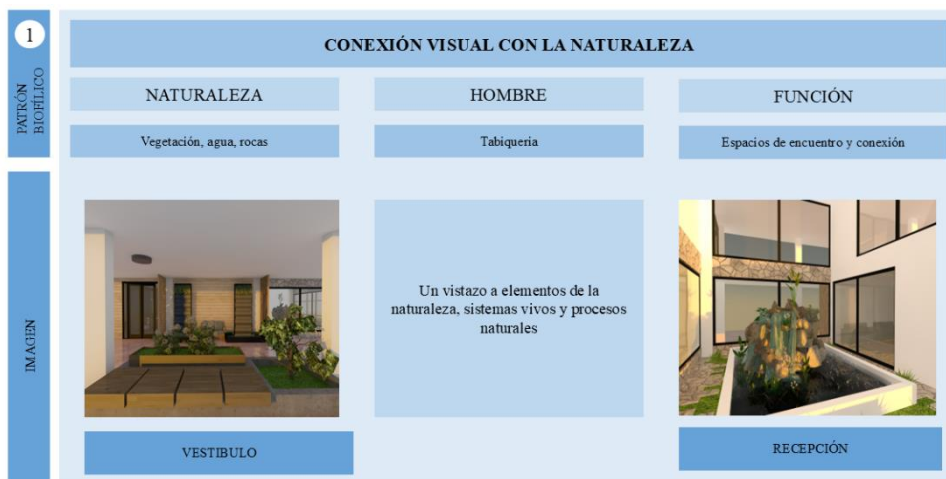 1
PATRÓN
BIOFÍLICO
CONEXIÓN VISUAL CON LA NATURALEZA
NATURALEZA
HOMBRE
FUNCIÓN
Vegetación, agua, rocas
Tabiquería
Espacios de encuentro y conexión
IMAGEN
Un vistazo a elementos de la
naturaleza, sistemas vivos y procesos
naturales
VESTIBULO
RECEPCIÓN